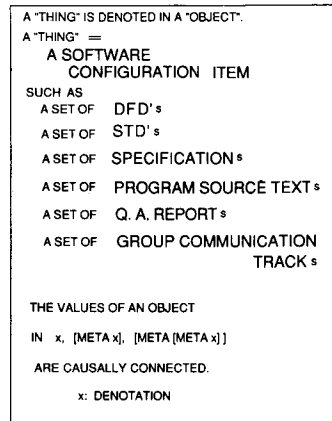 A "THING" IS DENOTED IN A "OBJECT".
A "THING" =
A SOFTWARE
CONFIGURATION ITEM
SUCH AS
A SET OF DFD's
A SET OF STD's
A SET OF SPECIFICATIONs
A SET OF PROGRAM SOURCE TEXTs
A SET OF Q. A. REPORTs
A SET OF GROUP COMMUNICATION
TRACKs
THE VALUES OF AN OBJECT
IN x, [META x], [META [META x] ]
ARE CAUSALLY CONNECTED.
x: DENOTATION